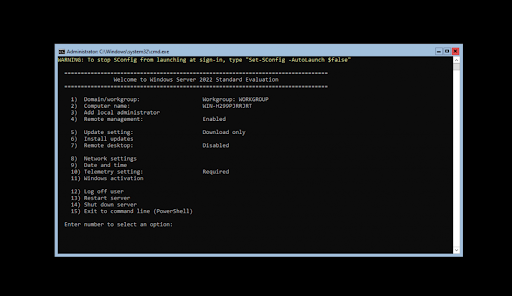 Administrator: C:\Windows\system32\cmd.exe
WARNING: To stop SConfig from launching at sign-in, type "Set-SConfig -AutoLaunch $false"
================================================================================
Welcome to Windows Server 2022 Standard Evaluation
================================================================================
1) Domain/workgroup: Workgroup: WORKGROUP
2) Computer name:
3) Add local administrator
4) Remote management: Enabled
5) Update setting: Download only
6) Install updates
7) Remote desktop: Disabled
8) Network settings
9) Date and time
10) Telemetry setting: Required
11) Windows activation
12) Log off user
13) Restart server
14) Shut down server
15) Exit to command line (PowerShell)
Enter number to select an option: